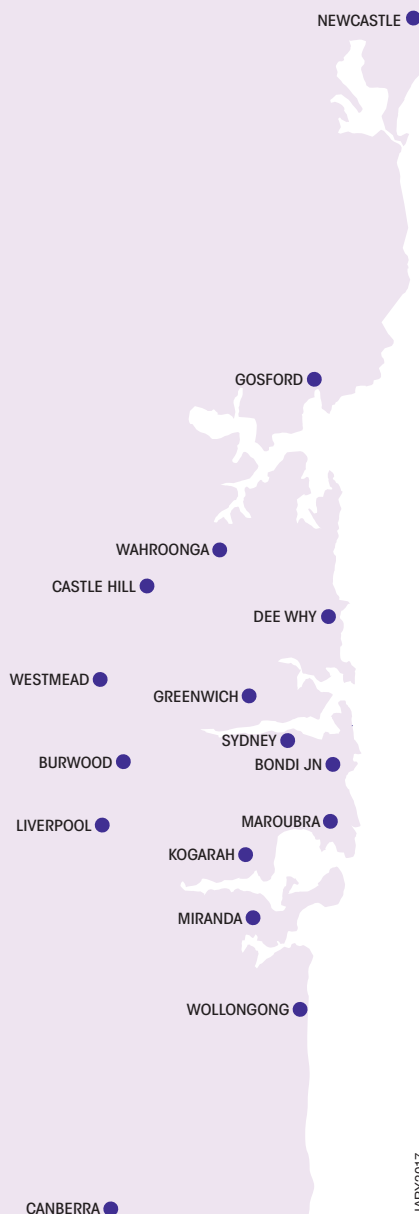 NEWCASTLE
GOSFORD
WAHROONGA
CASTLE HILL
DEE WHY
WESTMEAD
GREENWICH
SYDNEY
BURWOOD
BONDI JN
MAROUBRA
LIVERPOOL
KOGARAH
MIRANDA
WOLLONGONG
CANBERRA